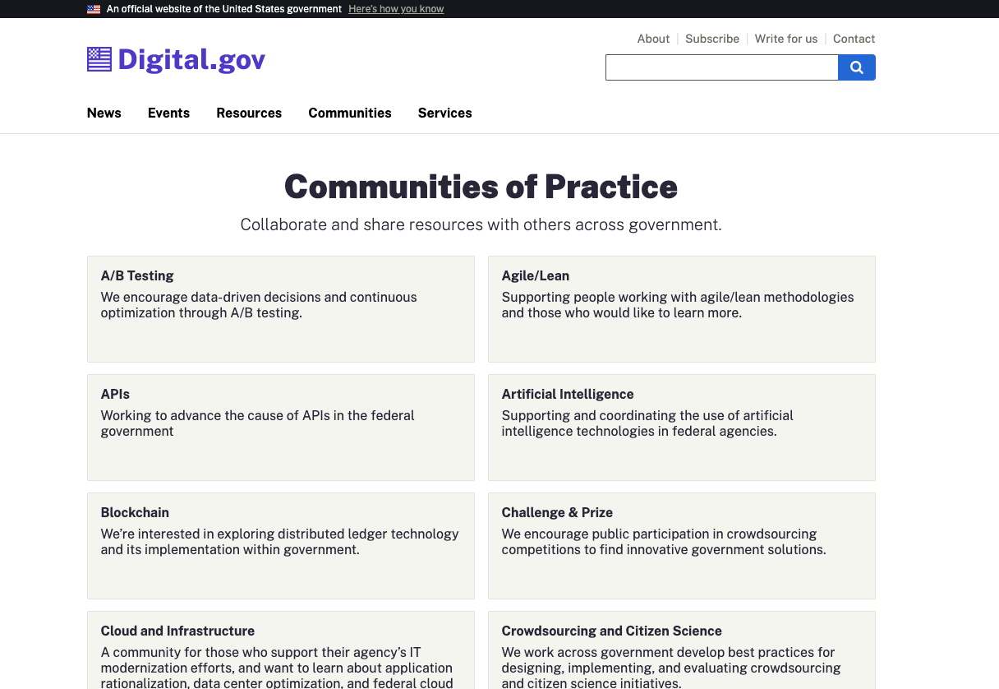 An official website of the United States government Here's how you know
About Subscribe Write for us Contact
Digital.gov
News Events Resources Communities Services
Communities of Practice
Collaborate and share resources with others across government.
A/B Testing
We encourage data-driven decisions and continuous
optimization through A/B testing.
Agile/Lean
Supporting people working with agile/lean methodologies
and those who would like to learn more.
APIs
Working to advance the cause of APIs in the federal
government
Artificial Intelligence
Supporting and coordinating the use of artificial
intelligence technologies in federal agencies.
Blockchain
We’re interested in exploring distributed ledger technology
and its implementation within government.
Challenge & Prize
We encourage public participation in crowdsourcing
competitions to find innovative government solutions.
Cloud and Infrastructure
A community for those who support their agency’s IT
modernization efforts, and want to learn about application
rationalization, data center optimization, and federal cloud
Crowdsourcing and Citizen Science
We work across government develop best practices for
designing, implementing, and evaluating crowdsourcing
and citizen science initiatives.